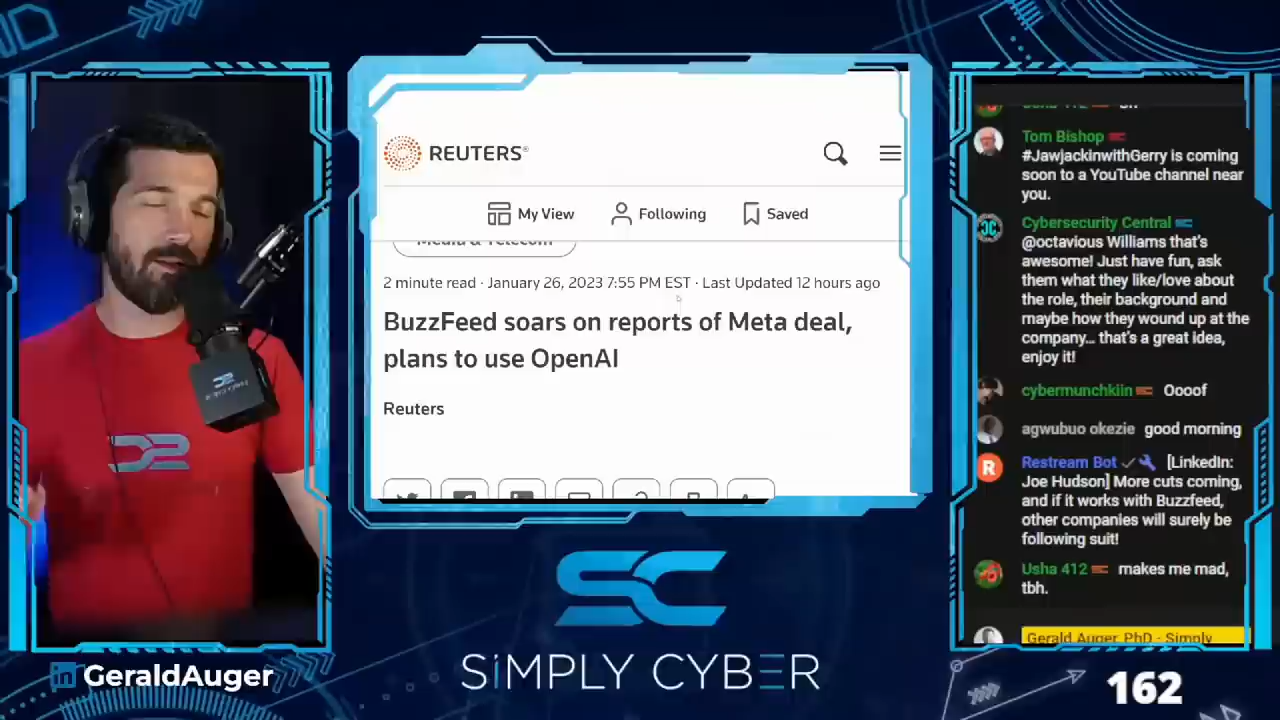 REUTERS®
My View
Following
Saved
Media & Telecom
2 minute read · January 26, 2023 7:55 PM EST · Last Updated 12 hours ago
BuzzFeed soars on reports of Meta deal,
plans to use OpenAI
Reuters
SC
SiMPLY CYBER
in GeraldAuger
Usha 412
Tom Bishop
#JawjackinwithGerry is coming
soon to a YouTube channel near
you.
Cybersecurity Central
@octavious Williams that's
awesome! Just have fun, ask
them what they like/love about
the role, their background and
maybe how they wound up at the
company... that's a great idea,
enjoy it!
cybermunchkiin Oooof
agwubuo okezie good morning
R
Restream Bot [LinkedIn:
Joe Hudson] More cuts coming,
and if it works with Buzzfeed,
other companies will surely be
following suit!
Usha 412 makes me mad,
tbh.
Gerald Auger, PhD - Simply
162